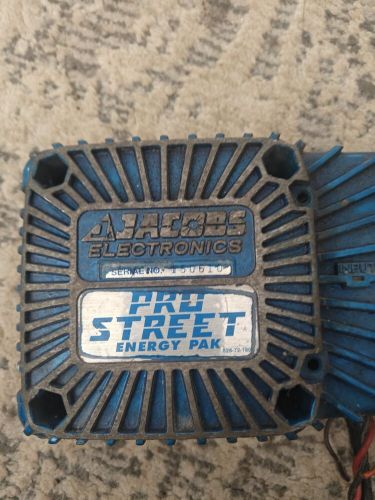 JACOBS
ELECTRONICS
SERIAL NO.
PRO
STREET
ENERGY PAK